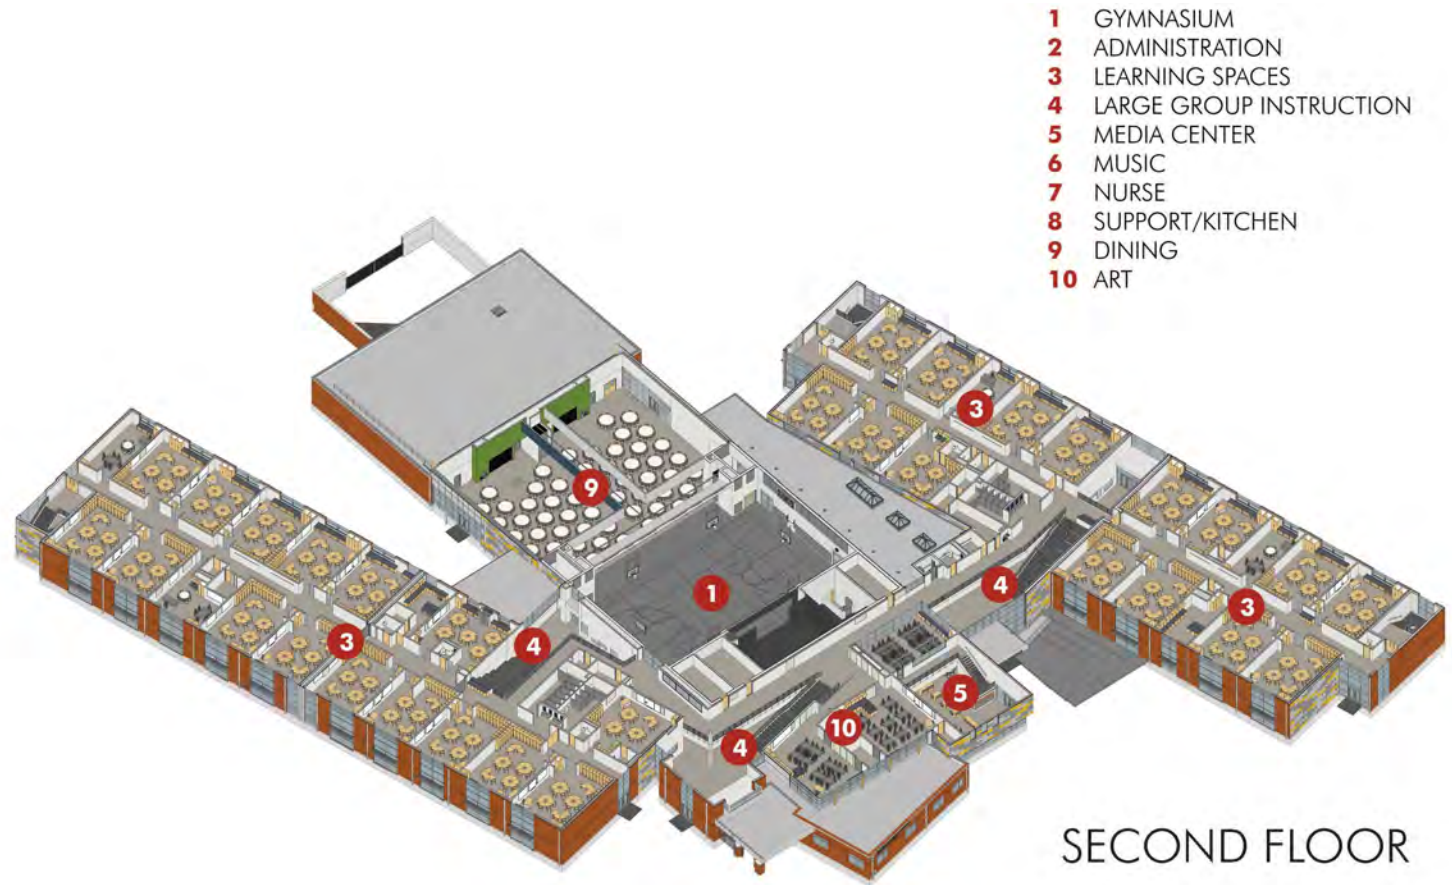 1 GYMNASIUM
2 ADMINISTRATION
3 LEARNING SPACES
4 LARGE GROUP INSTRUCTION
5 MEDIA CENTER
6 MUSIC
7 NURSE
8 SUPPORT/KITCHEN
9 DINING
10 ART
3
9
1
4
3
3
4
5
10
4
SECOND FLOOR